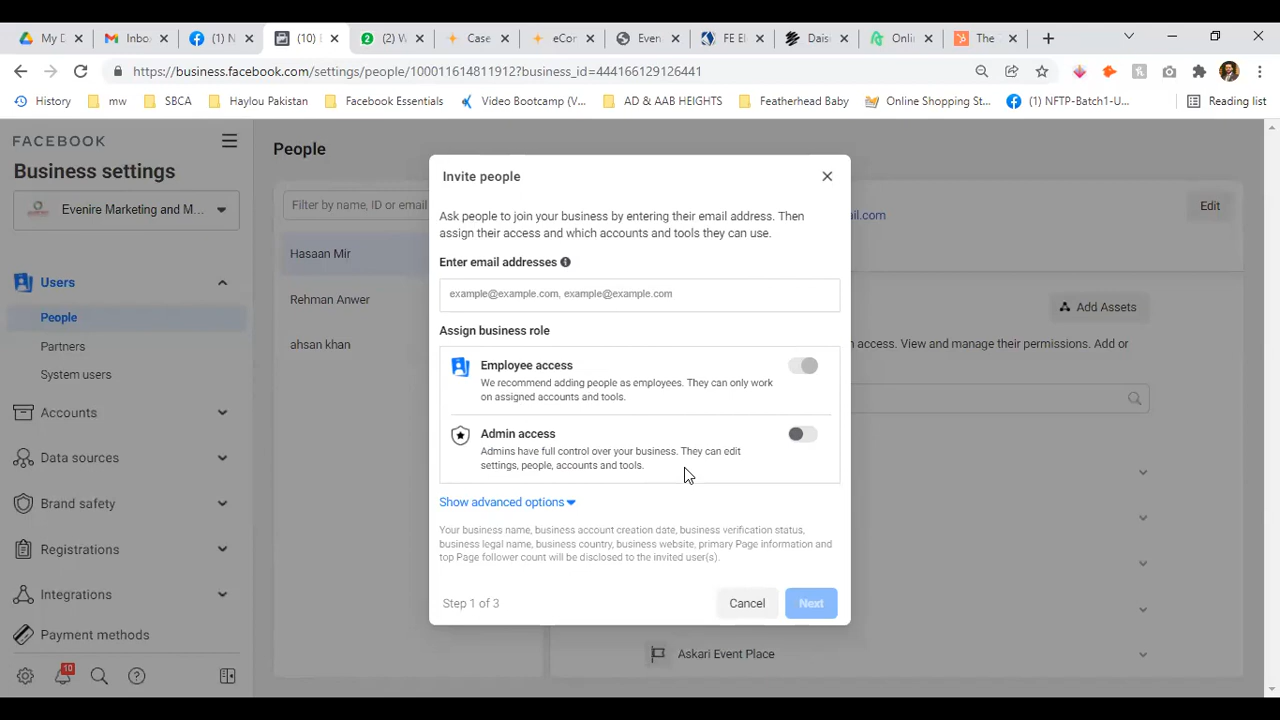 My D
Inbo
(1) N
(10)
(2) W
Case
eCor
Even
FE El
Dais
Onli
The
https://business.facebook.com/settings/people/100011614811912?business_id=444166129126441
History
mw
SBCA
Haylou Pakistan
Facebook Essentials
Video Bootcamp (V...
AD & AAB HEIGHTS
Featherhead Baby
Online Shopping St...
(1) NFTP-Batch1-U...
Reading list
FACEBOOK
Business settings
Evenire Marketing and M...
Users
People
Partners
System users
Accounts
Data sources
Brand safety
Registrations
Integrations
Payment methods
10
People
Filter by name, ID or email
Hasaan Mir
Rehman Anwer
ahsan khan
ail.com
Edit
Add Assets
access. View and manage their permissions. Add or
Askari Event Place
Invite people
Ask people to join your business by entering their email address. Then
assign their access and which accounts and tools they can use.
Enter email addresses
example@example.com, example@example.com
Assign business role
Employee access
We recommend adding people as employees. They can only work
on assigned accounts and tools.
Admin access
Admins have full control over your business. They can edit
settings, people, accounts and tools.
Show advanced options
Your business name, business account creation date, business verification status,
business legal name, business country, business website, primary Page information and
top Page follower count will be disclosed to the invited user(s).
Step 1 of 3
Cancel
Next